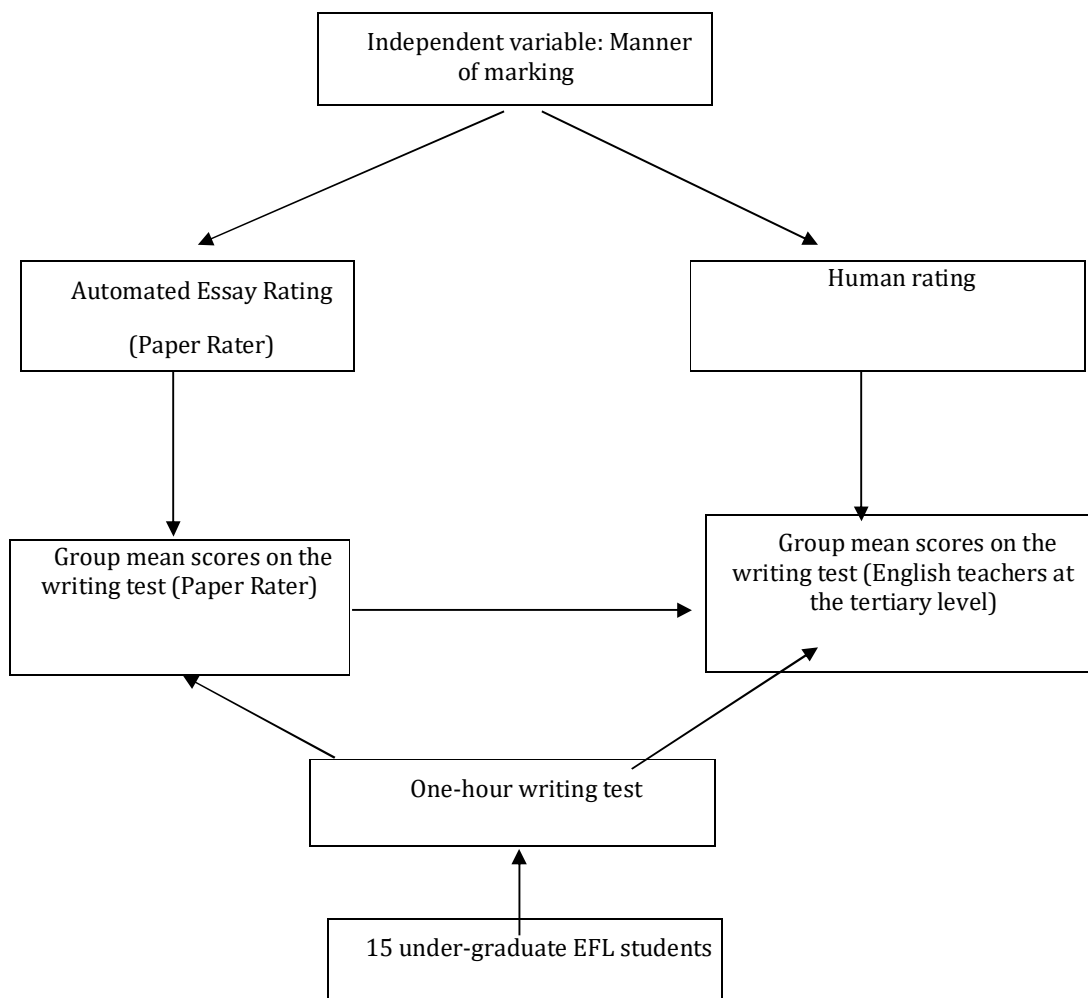 Independent variable: Manner
of marking
Automated Essay Rating
(Paper Rater)
Human rating
Group mean scores on the
writing test (Paper Rater)
Group mean scores on the
writing test (English teachers at
the tertiary level)
One-hour writing test
15 under-graduate EFL students